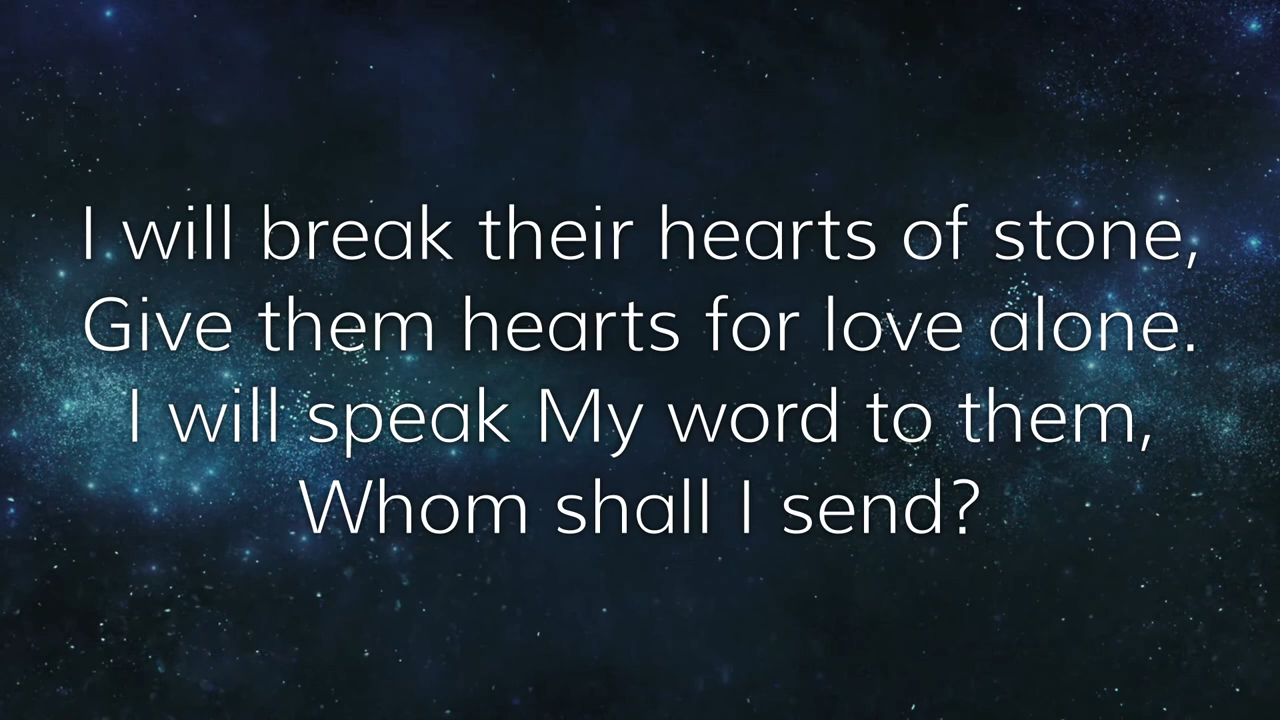 I will break their hearts of stone,
Give them hearts for love alone.
I will speak My word to them,
Whom shall I send?